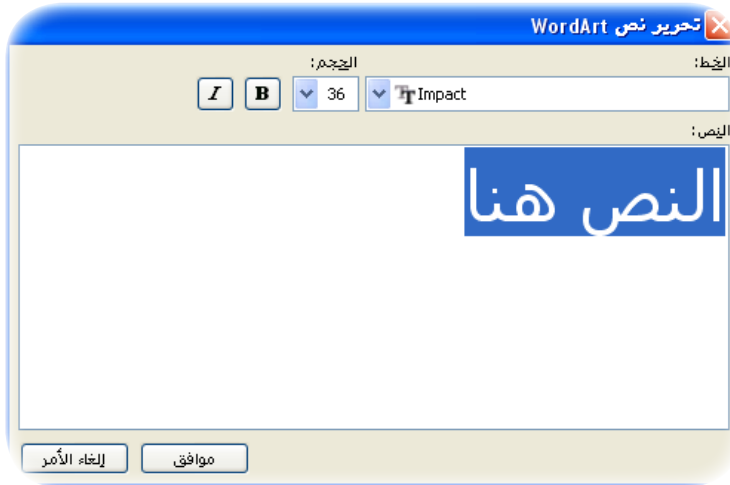 تحرير نص WordArt
الخط:
الحجم:
Impact
36
B
I
النص:
النص هنا
موافق
إلغاء الأمر